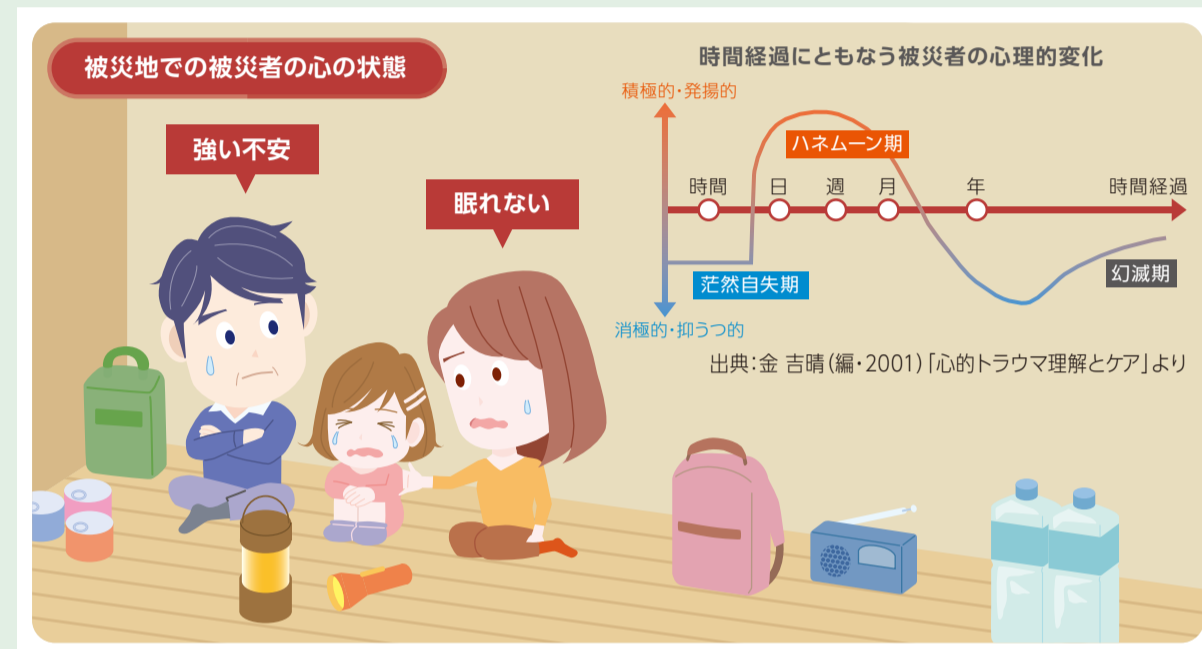 被災地での被災者の心の状態
強い不安
眠れない
時間経過にともなう被災者の心理的変化
積極的・発揚的
ハネムーン期
時間 日 週 月 年 時間経過
茫然自失期
幻滅期
消極的・抑うつ的
出典：金 吉晴（編・2001）「心的トラウマ理解とケア」より